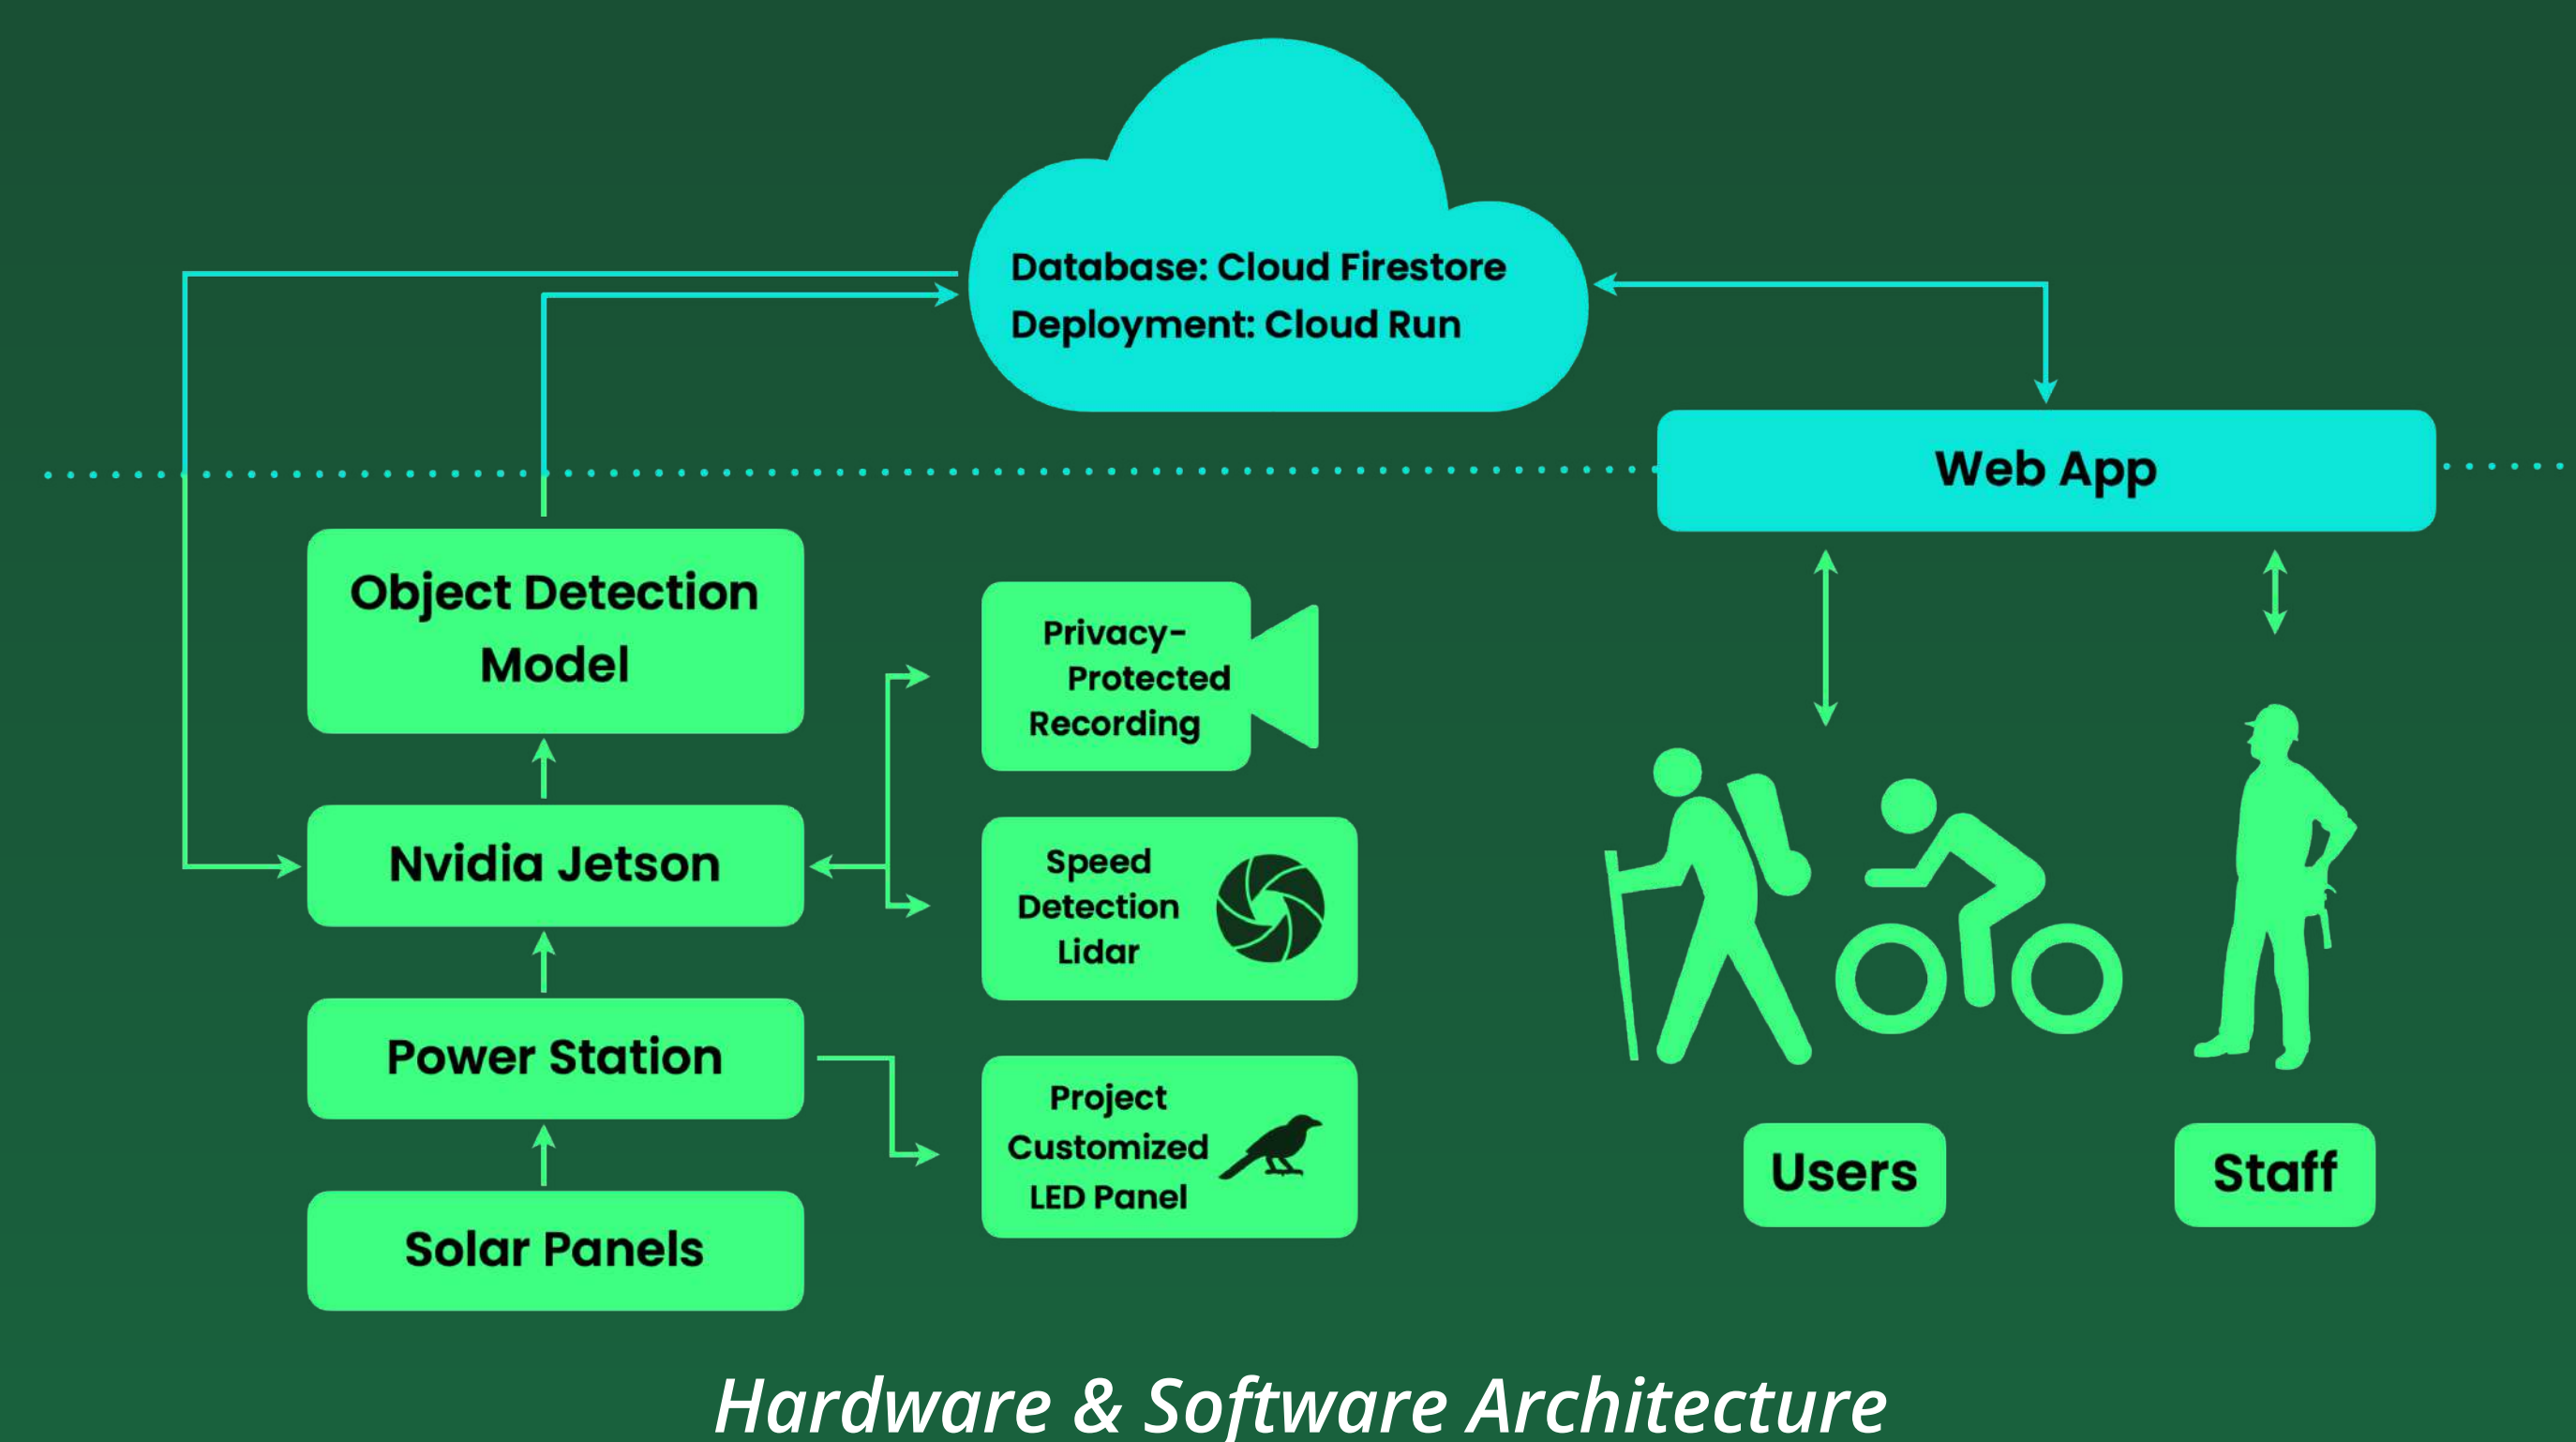 Database: Cloud Firestore
Deployment: Cloud Run
Web App
Object Detection
Model
Privacy-
Protected
Recording
Nvidia Jetson
Speed
Detection
Lidar
Power Station
Project
Customized
LED Panel
Solar Panels
Users
Staff
Hardware & Software Architecture